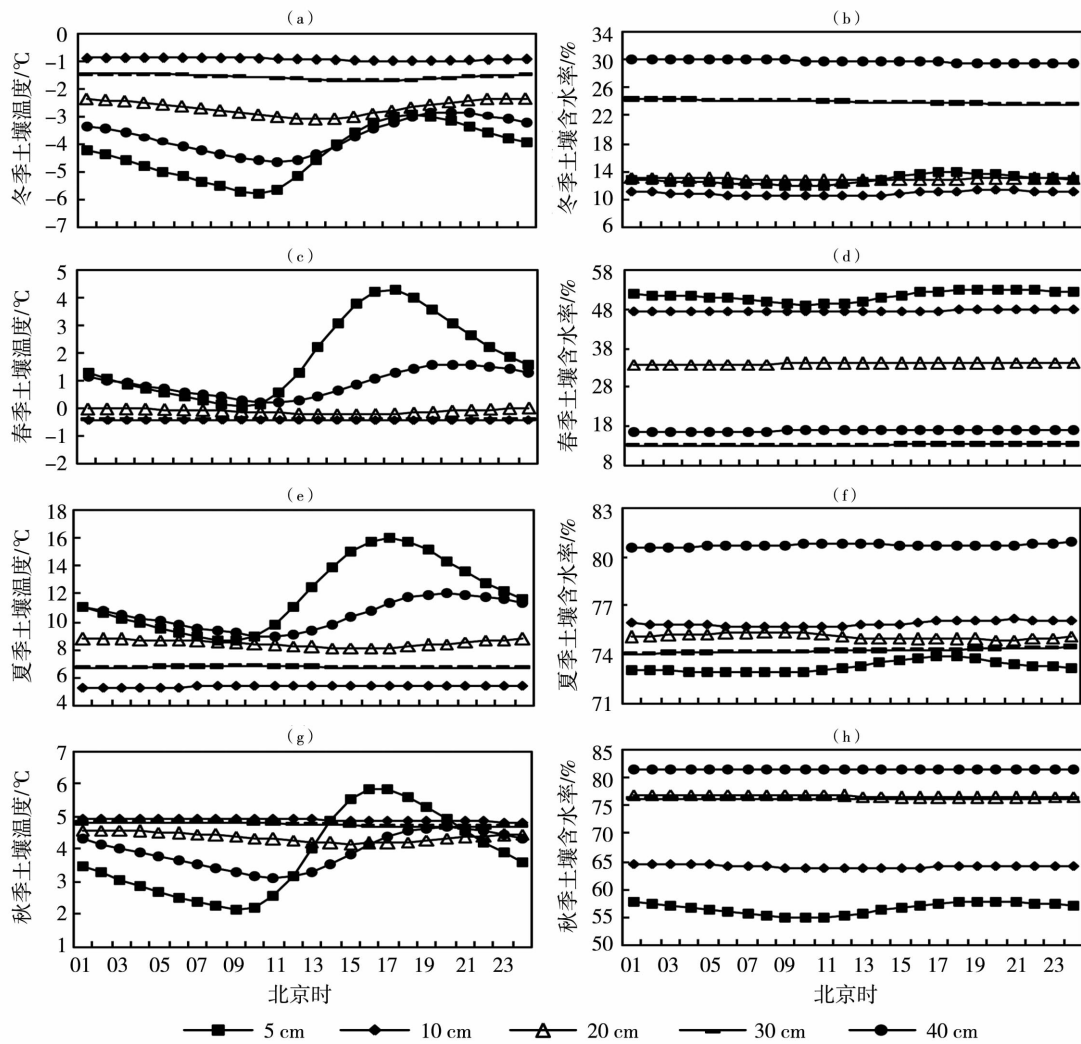 (a)
冬季土壤温度/℃
0
-1
-2
-3
-4
-5
-6
-7
(b)
冬季土壤含水率/%
34
30
26
22
14
10
6
(c)
春季土壤温度/℃
5
4
3
2
1
0
-1
-2
(d)
春季土壤含水率/%
58
48
38
28
18
8
(e)
夏季土壤温度/℃
18
16
14
12
10
8
6
4
(f)
夏季土壤含水率/%
83
80
77
74
71
(g)
秋季土壤温度/℃
7
6
5
4
3
2
1
01 03 05 07 09 11 13 15 17 19 21 23
北京时
(h)
秋季土壤含水率/%
85
80
75
70
65
60
55
50
01 03 05 07 09 11 13 15 17 19 21 23
北京时
5 cm 10 cm 20 cm 30 cm 40 cm